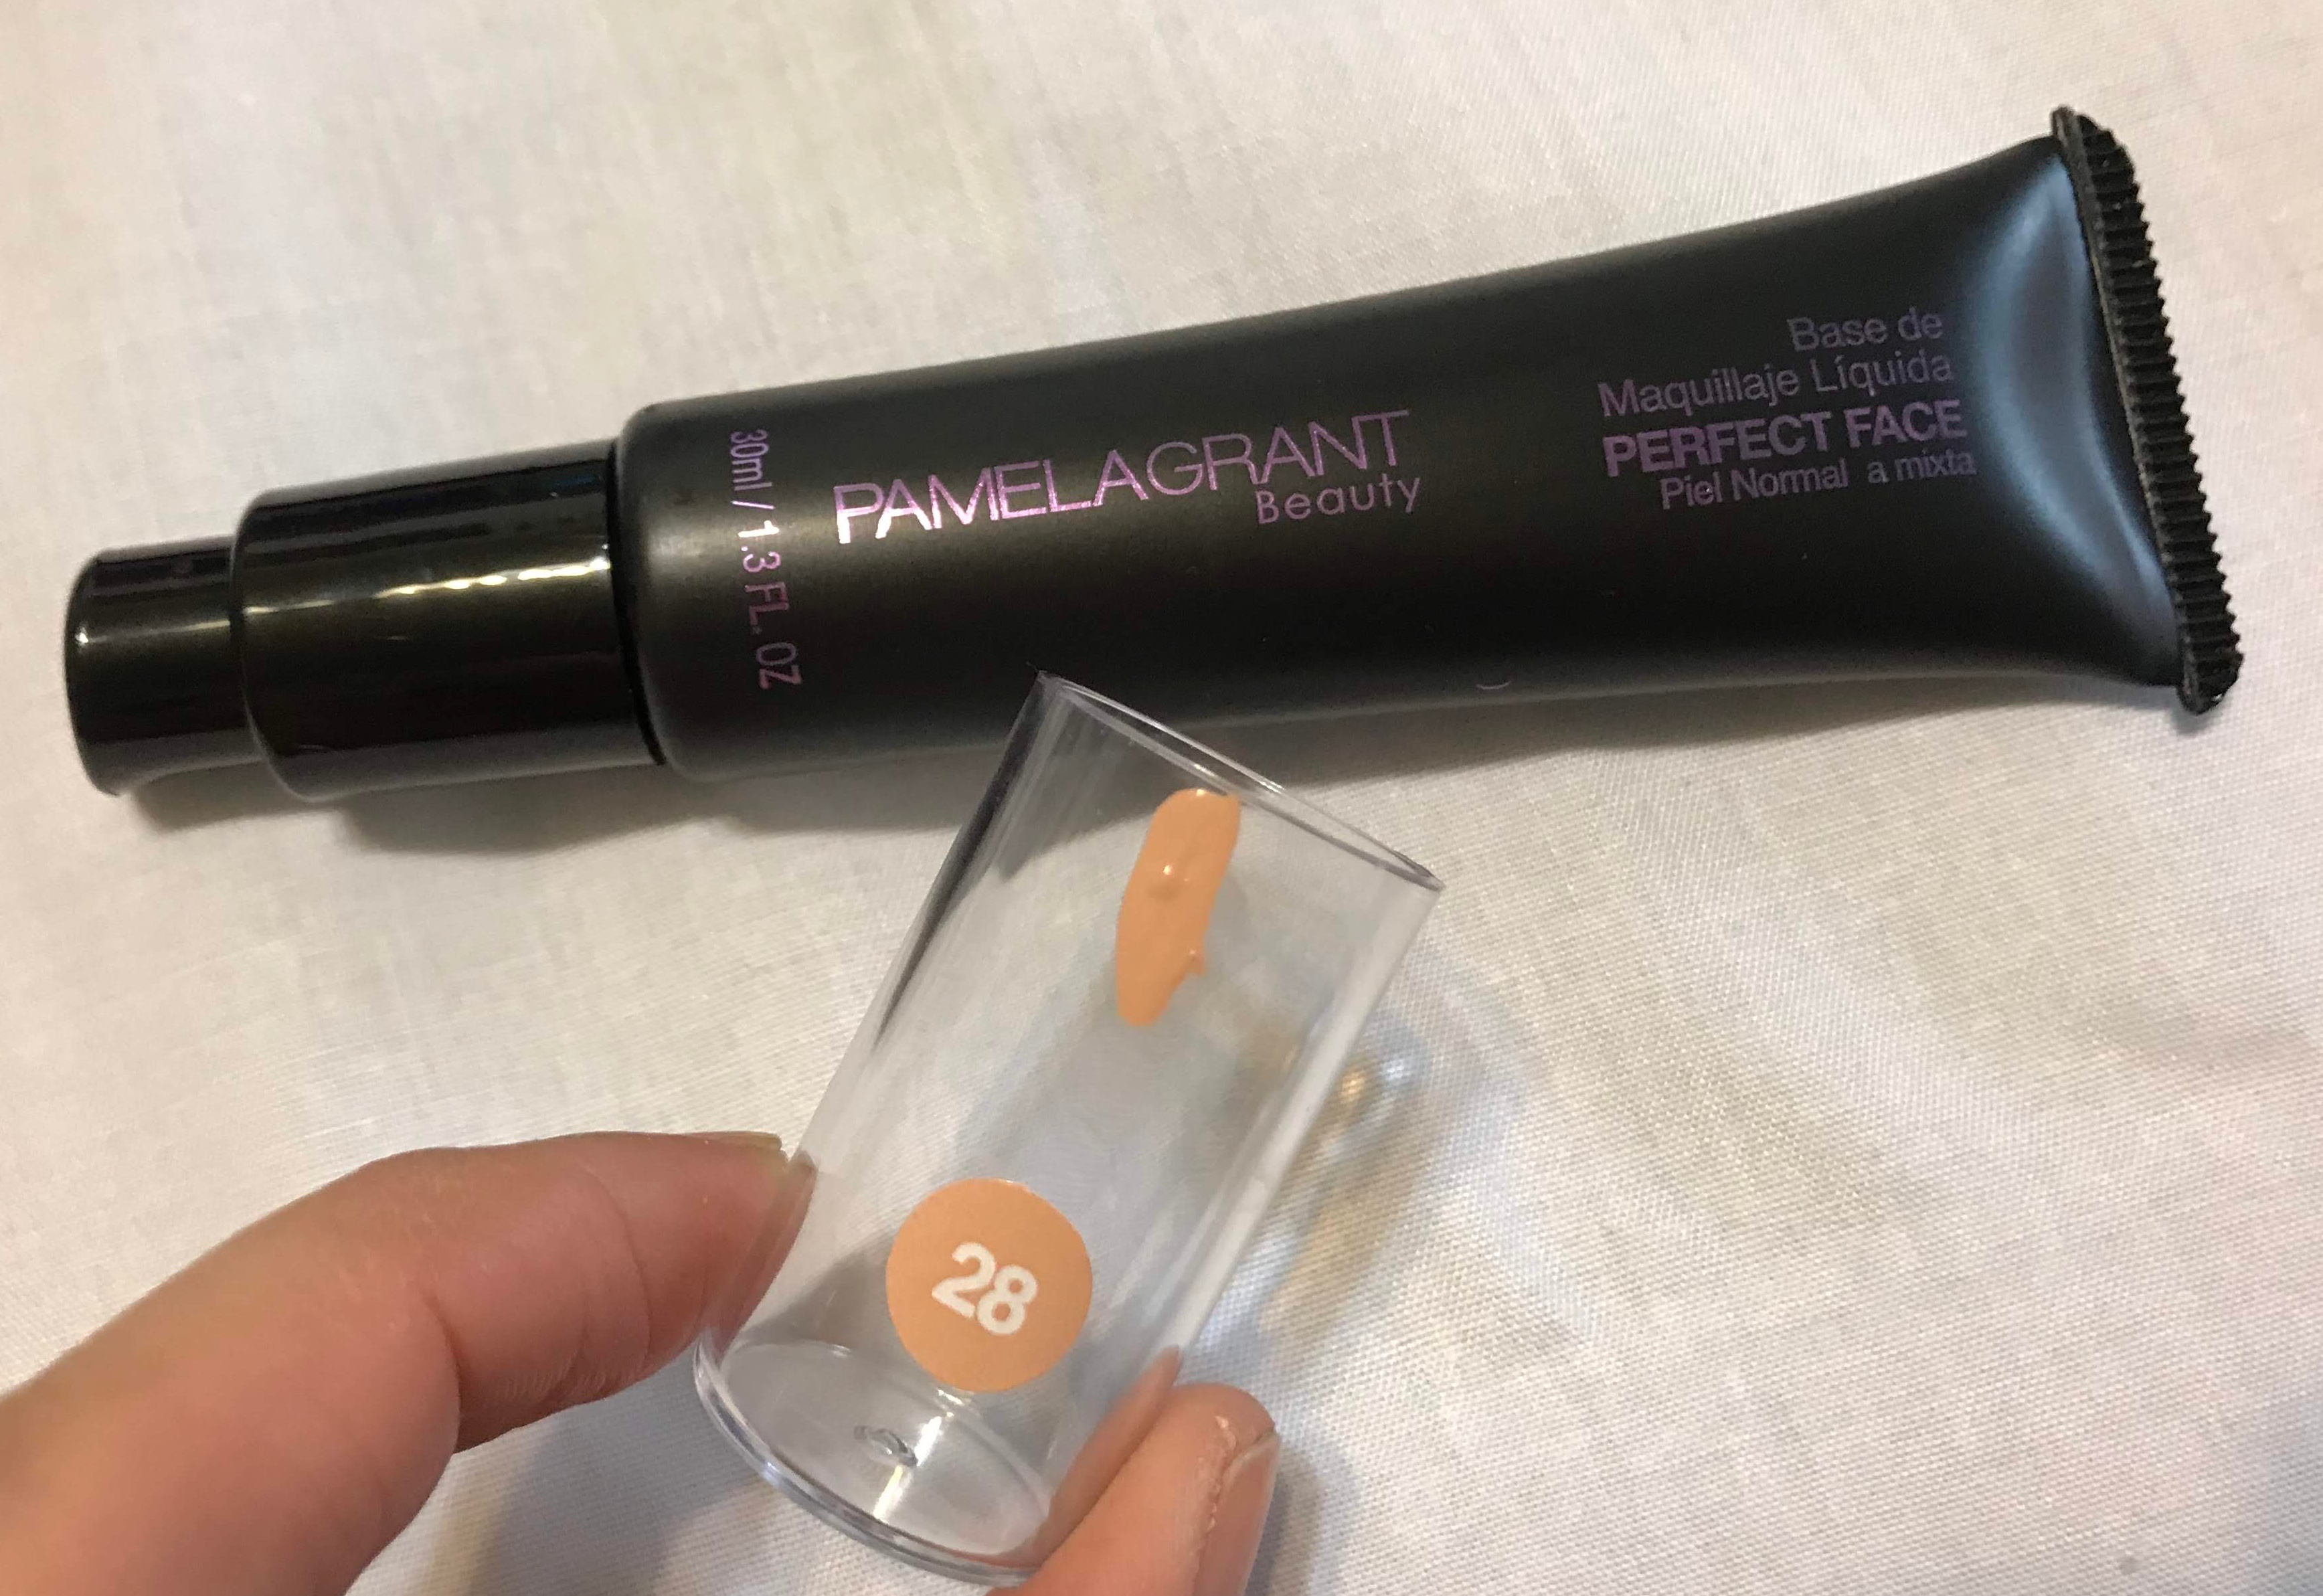 30ml / 1.3 FL. OZ
PAMELAGRANT
Beauty
Base de
Maquillaje Líquida
PERFECT FACE
Piel Normal a mixta
28